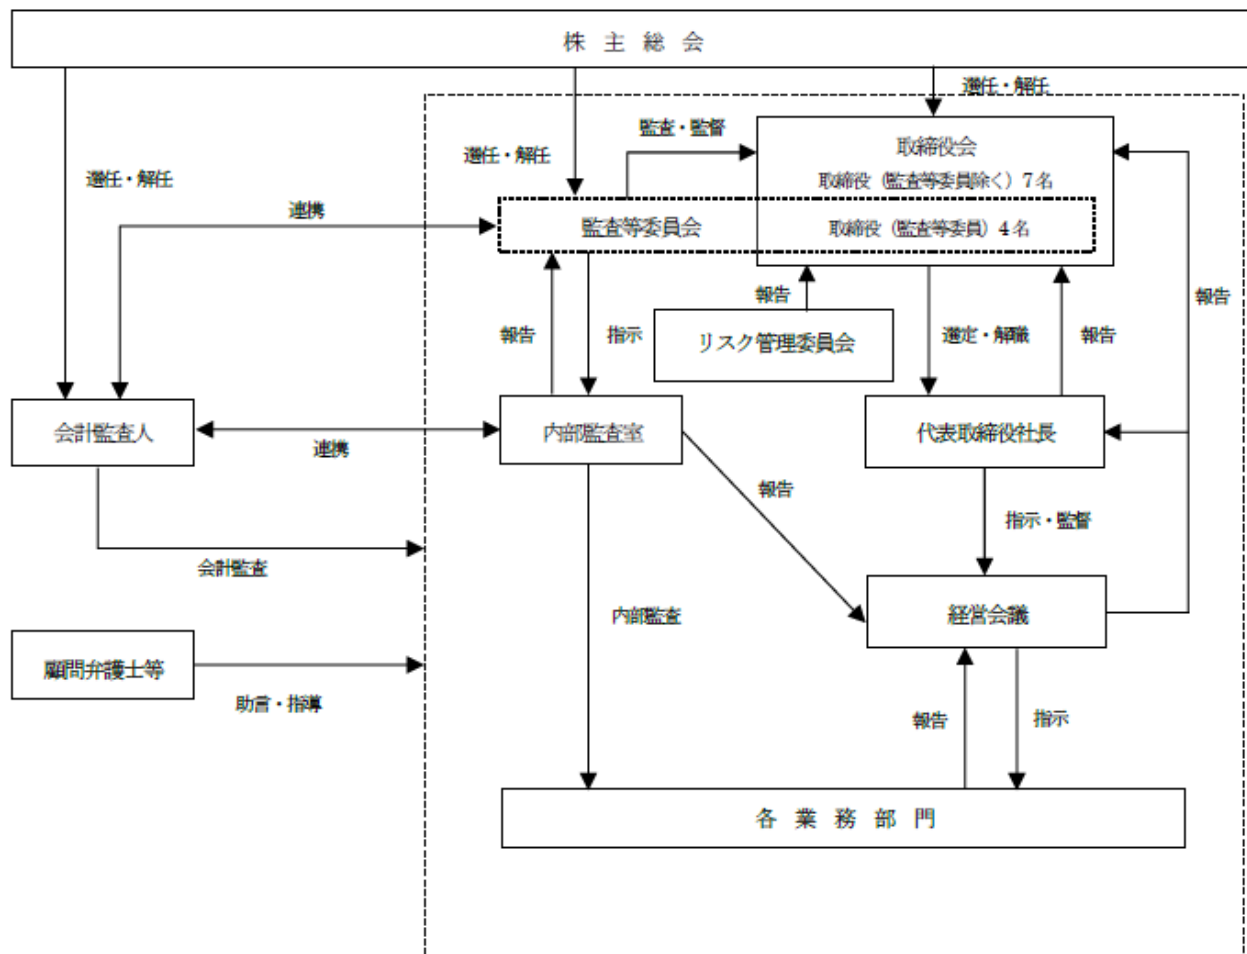 株 主 総 会
選任・解任
監査・監督
取締役会
選任・解任
選任・解任
取締役（監査等委員除く）7名
連携
監査等委員会
取締役（監査等委員）4名
報告
報告
報告
指示
リスク管理委員会
選定・解職
報告
会計監査人
内部監査室
代表取締役社長
連携
報告
指示・監督
会計監査
内部監査
経営会議
顧問弁護士等
助言・指導
報告
指示
各 業 務 部 門